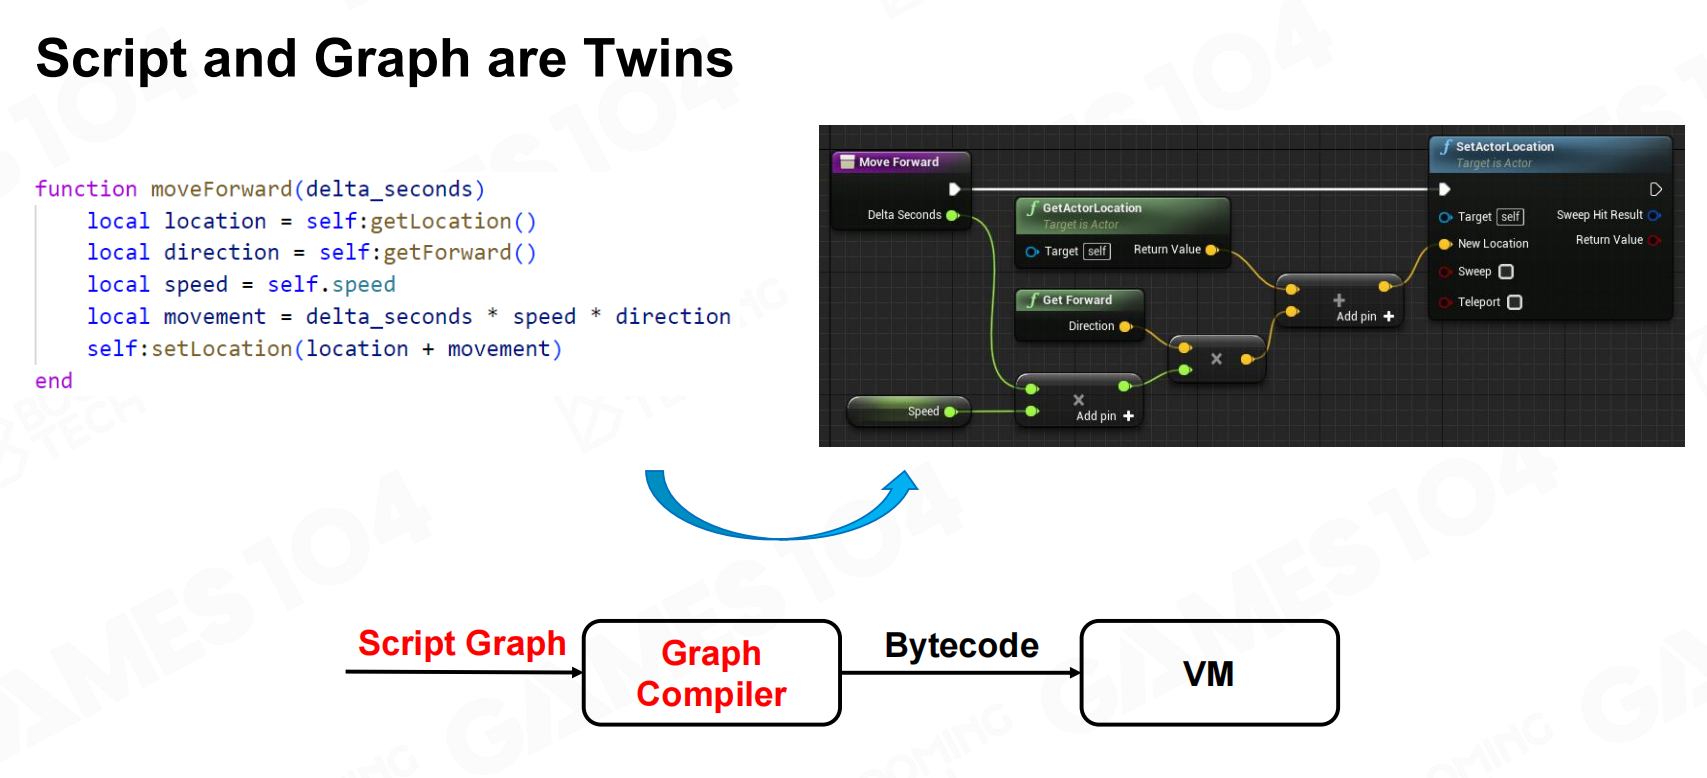 Script and Graph are Twins
function moveForward(delta_seconds)
local location = self:getLocation()
local direction = self:getForward()
local speed = self.speed
local movement = delta_seconds * speed * direction
self:setLocation(location + movement)
end
Move Forward
Delta Seconds
GetActorLocation
Target is Actor
Target self Return Value
Get Forward
Direction
Speed
×
Add pin +
×
+
Add pin +
SetActorLocation
Target is Actor
Target self Sweep Hit Result
New Location Return Value
Sweep
Teleport
Script Graph
Graph
Compiler
Bytecode
VM
GAMES104
BOOMING
TECH